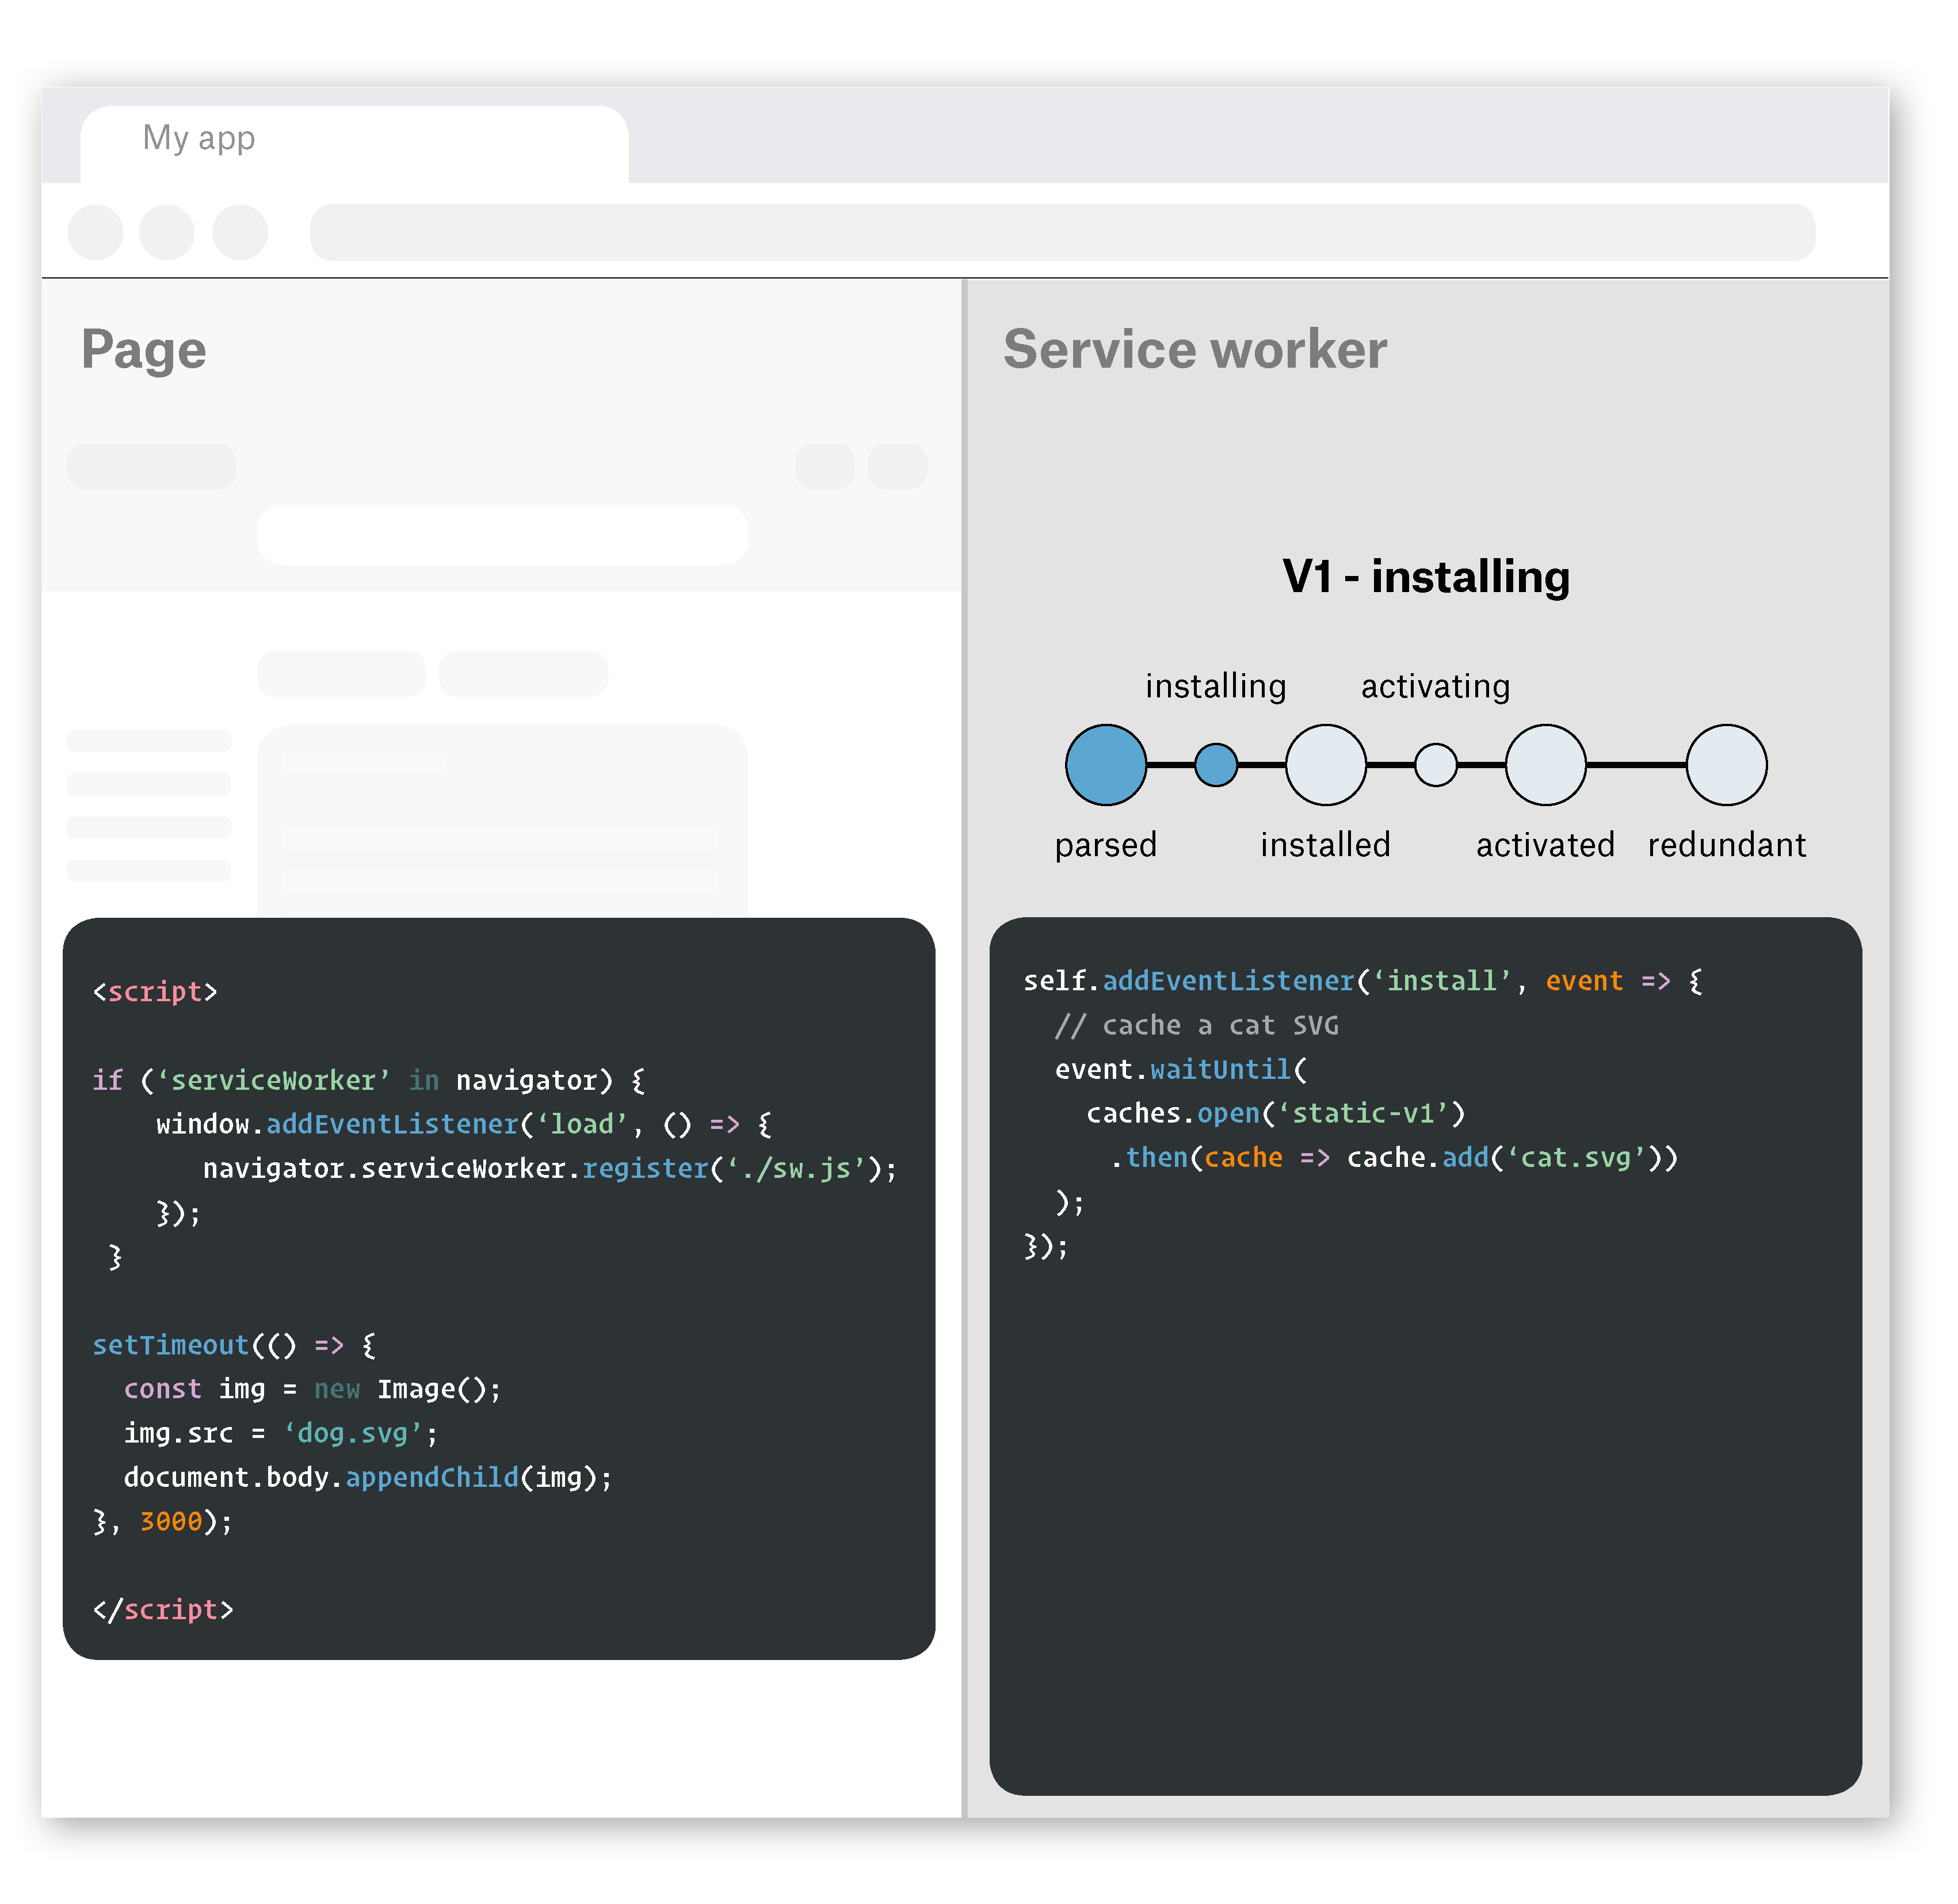 My app
Page
<script>
if (‘serviceWorker’ in navigator) {
window.addEventListener(‘load’, () => {
navigator.serviceWorker.register(‘./sw.js’);
});
}
setTimeout(() => {
const img = new Image();
img.src = ‘dog.svg’;
document.body.appendChild(img);
}, 3000);
</script>
Service worker
V1 - installing
installing activating
parsed installed activated redundant
self.addEventListener(‘install’, event => {
// cache a cat SVG
event.waitUntil(
caches.open(‘static-v1’)
.then(cache => cache.add(‘cat.svg’))
);
});